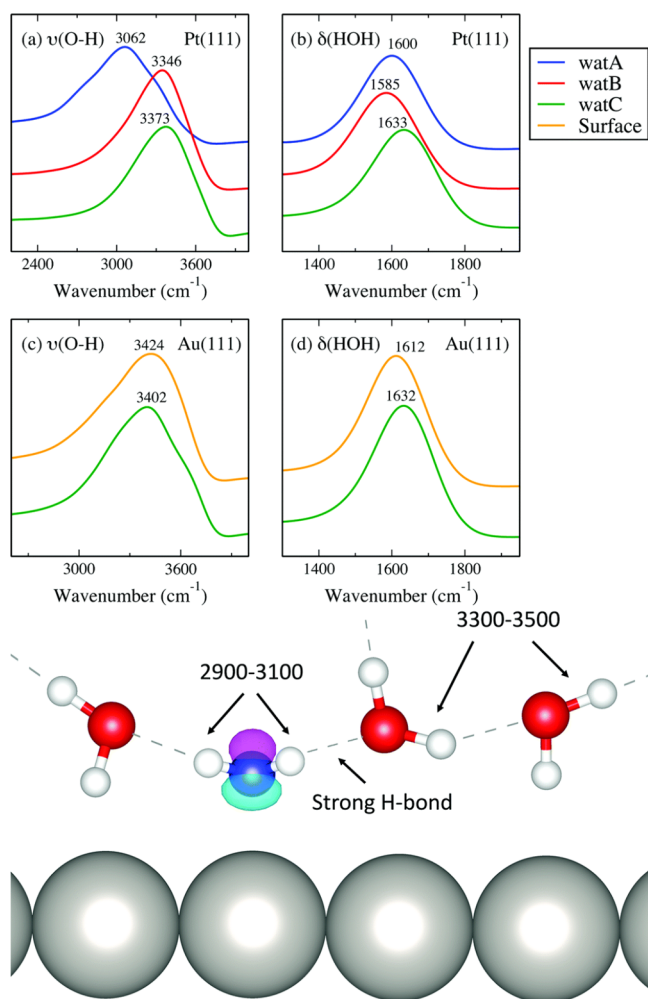 (a) υ(O-H) 3062 Pt(111)
3346
3373
2400 3000 3600
Wavenumber (cm⁻¹)
(b) δ(HOH) 1600 Pt(111)
1585
1633
1400 1600 1800
Wavenumber (cm⁻¹)
watA
watB
watC
Surface
(c) υ(O-H) 3424 Au(111)
3402
3000 3600
Wavenumber (cm⁻¹)
(d) δ(HOH) 1612 Au(111)
1632
1400 1600 1800
Wavenumber (cm⁻¹)
3300-3500
2900-3100
Strong H-bond